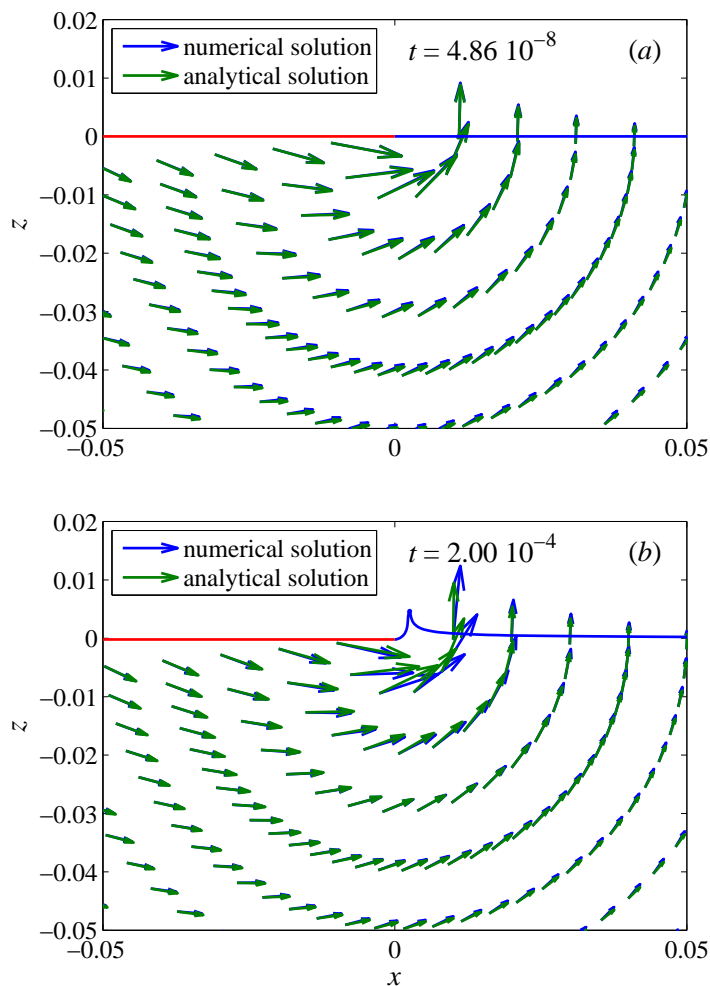 0.02
numerical solution
analytical solution
t = 4.86 10⁻⁸
(a)
0.01
0
−0.01
−0.02
−0.03
−0.04
−0.05
z
−0.05
0
0.05
0.02
numerical solution
analytical solution
t = 2.00 10⁻⁴
(b)
0.01
0
−0.01
−0.02
−0.03
−0.04
−0.05
z
−0.05
0
0.05
x